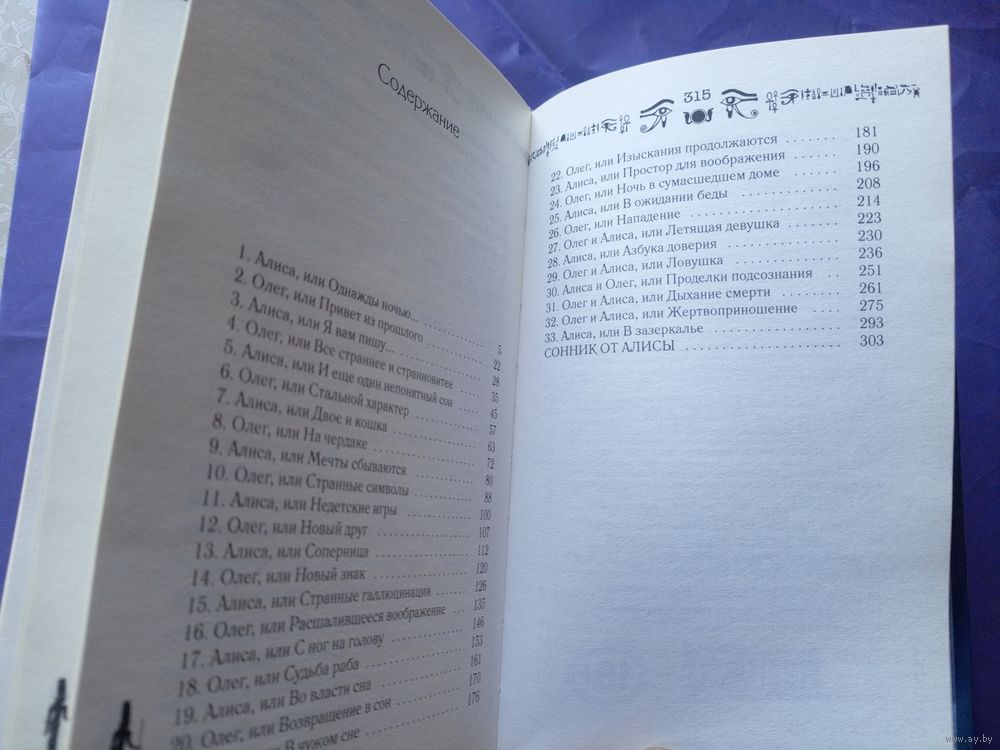 Содержание
1. Алиса, или Однажды ночью... 5
2. Олег, или Привет из прошлого 22
3. Алиса, или Я вам пишу... 28
4. Олег, или Все страннее и странновитее 35
5. Алиса, или И еще один непонятный сон 45
6. Олег, или Стальной характер 57
7. Алиса, или Двое и кошка 63
8. Олег, или На чердаке 72
9. Алиса, или Мечты сбываются 80
10. Олег, или Странные символы 88
11. Алиса, или Недетские игры 100
12. Олег, или Новый друг 107
13. Алиса, или Соперница 112
14. Олег, или Новый знак 120
15. Алиса, или Странные галлюцинации 126
16. Олег, или Расшалившееся воображение 135
17. Алиса, или С ног на голову 146
18. Олег, или Судьба раба 153
19. Алиса, или Во власти сна 161
20. Олег, или Возвращение в сон 170
В чужом сне 176
315
22. Олег, или Изыскания продолжаются 181
23. Алиса, или Простор для воображения 190
24. Олег, или Ночь в сумасшедшем доме 196
25. Алиса, или В ожидании беды 208
26. Олег, или Нападение 214
27. Олег и Алиса, или Летящая девушка 223
28. Алиса, или Азбука доверия 230
29. Олег и Алиса, или Ловушка 236
30. Алиса и Олег, или Проделки подсознания 251
31. Олег и Алиса, или Дыхание смерти 261
32. Олег и Алиса, или Жертвоприношение 275
33. Алиса, или В зазеркалье 293
СОННИК ОТ АЛИСЫ 303
www.ay.by